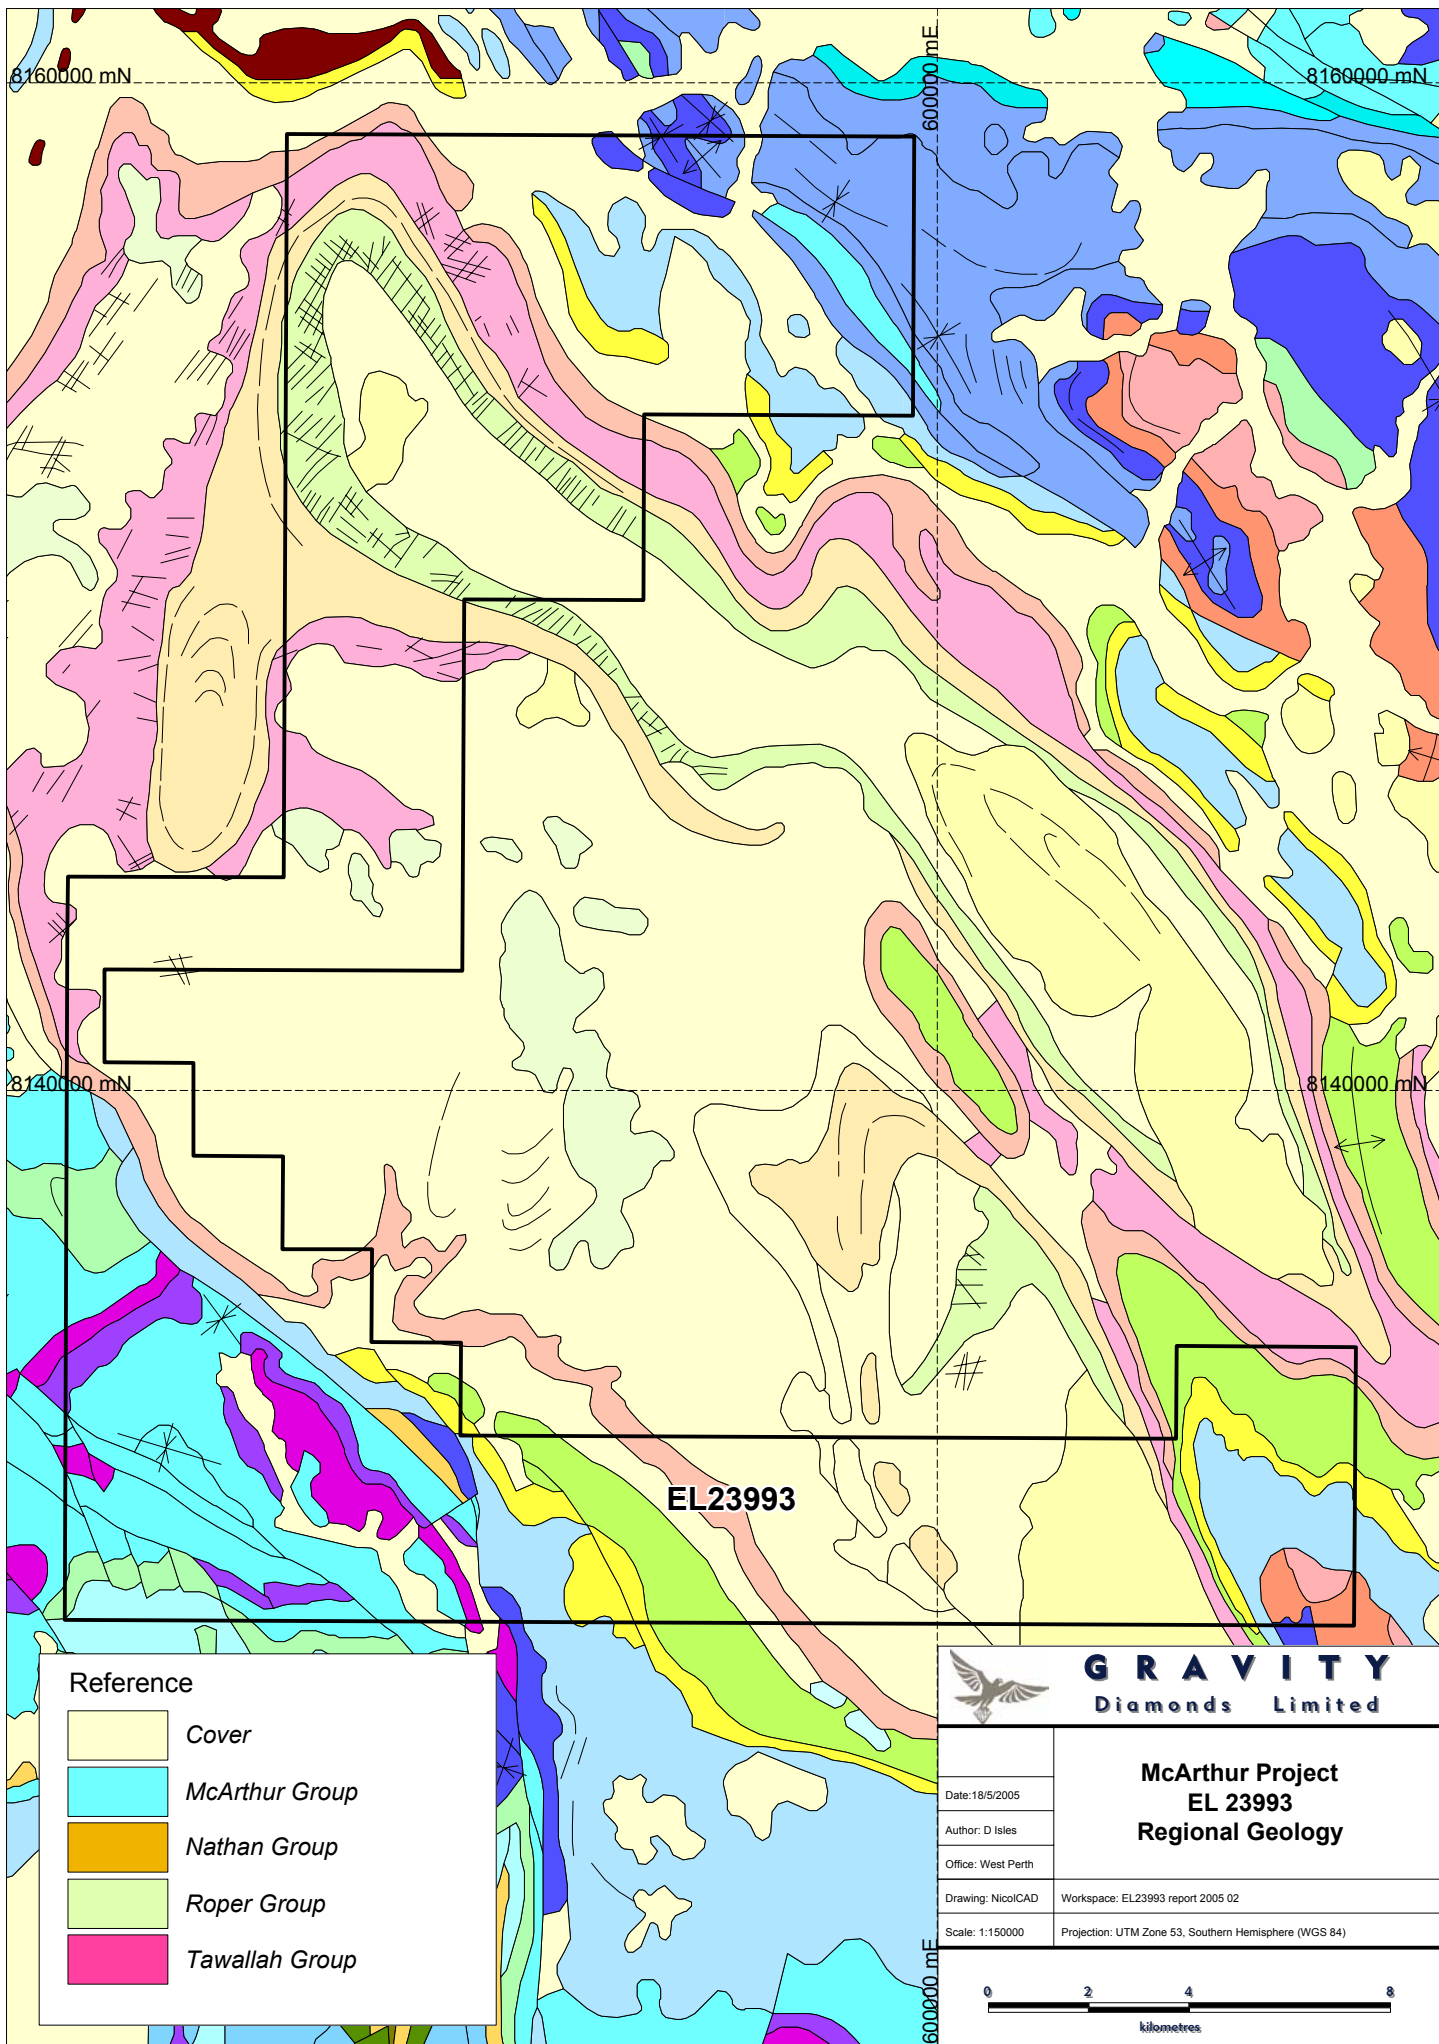 600000 mE
8160000 mN
8160000 mN
8140000 mN
8140000 mN
EL23993
Reference
Cover
McArthur Group
Nathan Group
Roper Group
Tawallah Group
GRAVITY
Diamonds Limited
McArthur Project
EL 23993
Regional Geology
Date:18/5/2005
Author: D Isles
Office: West Perth
Drawing: NicolCAD
Workspace: EL23993 report 2005 02
Scale: 1:150000
Projection: UTM Zone 53, Southern Hemisphere (WGS 84)
600000 mE
0 2 4 8
kilometres